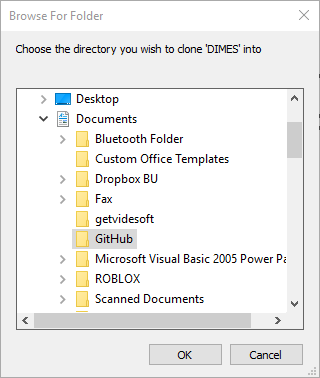 Browse For Folder
Choose the directory you wish to clone 'DIMES' into
Desktop
Documents
Bluetooth Folder
Custom Office Templates
Dropbox BU
Fax
getvidesoft
GitHub
Microsoft Visual Basic 2005 Power Pa
ROBLOX
Scanned Documents
OK
Cancel